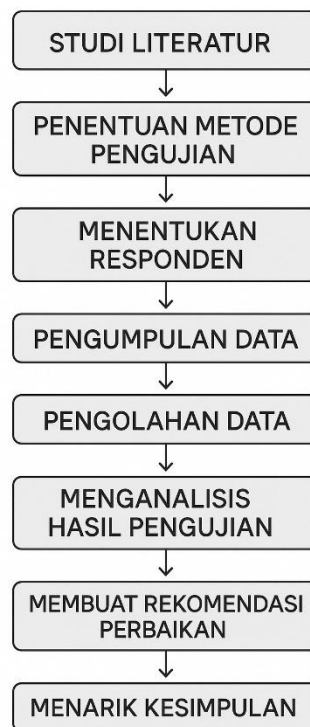 STUDI LITERATUR
PENENTUAN METODE
PENGUJIAN
MENENTUKAN
RESPONDEN
PENGUMPULAN DATA
PENGOLAHAN DATA
MENGANALISIS
HASIL PENGUJIAN
MEMBUAT REKOMENDASI
PERBAIKAN
MENARIK KESIMPULAN